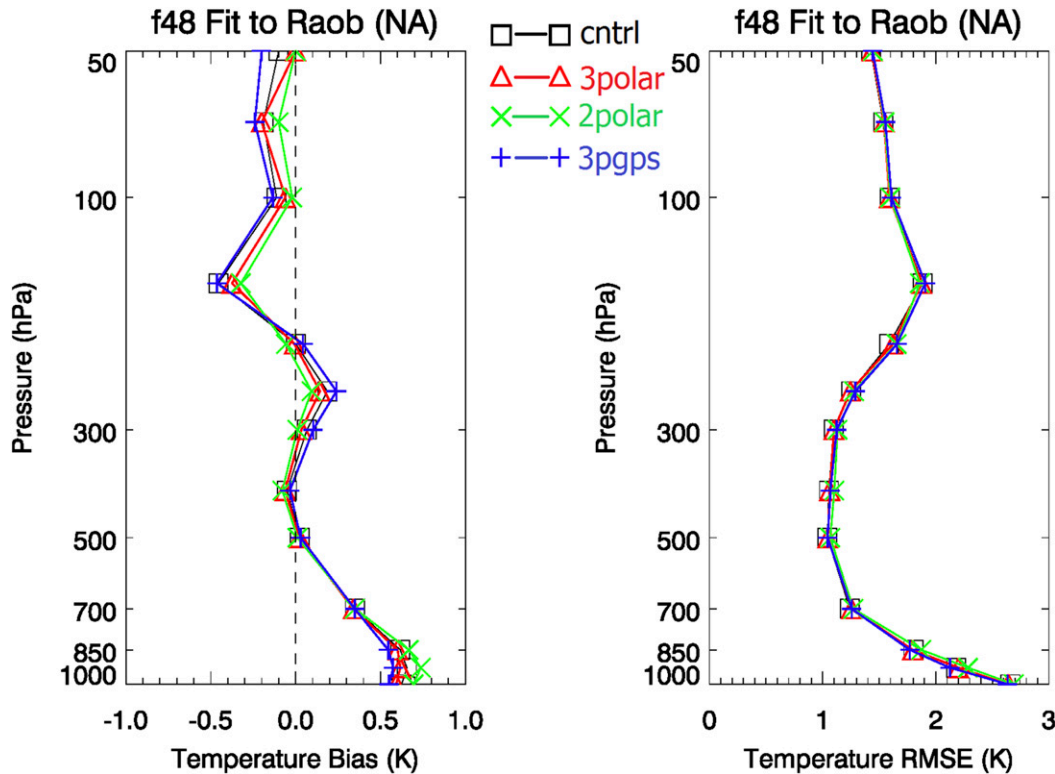 f48 Fit to Raob (NA)
50
100
300
500
700
850
1000
Pressure (hPa)
-1.0 -0.5 0.0 0.5 1.0
Temperature Bias (K)
cntrl
3polar
2polar
3pgps
f48 Fit to Raob (NA)
50
100
300
500
700
850
1000
Pressure (hPa)
0 1 2 3
Temperature RMSE (K)